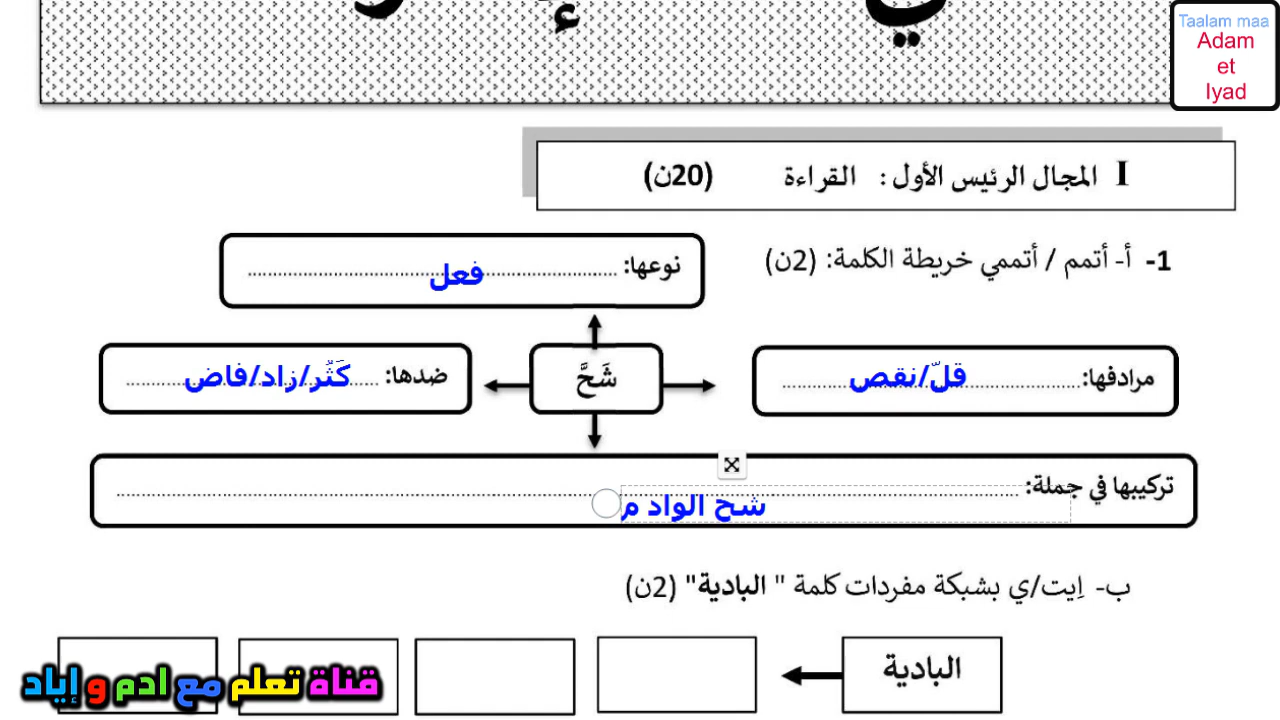 Taalam maa
Adam
et
Iyad
I المجال الرئيس الأول : القراءة (20ن)
1- أ- أتمم / أتممي خريطة الكلمة: (2ن)
نوعها: فعل
مرادفها: قلّ/نقص
شَحَّ
ضدها: كَثُر/زاد/فاض
تركيبها في جملة: شح الواد م
ب- اِيت/ي بشبكة مفردات كلمة " البادية" (2ن)
البادية
قناة تعلم مع ادم و إياد